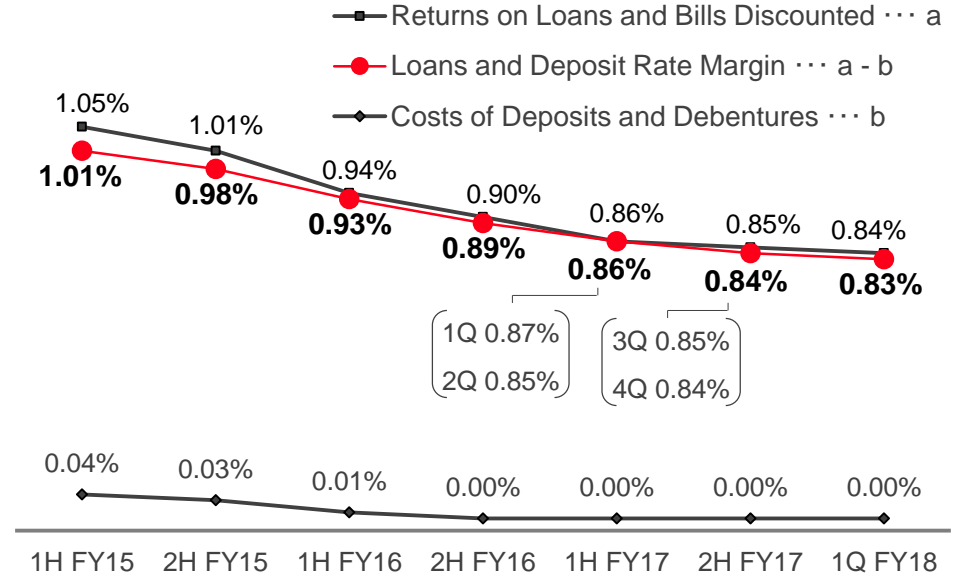 Returns on Loans and Bills Discounted ··· a
Loans and Deposit Rate Margin ··· a - b
Costs of Deposits and Debentures ··· b
1.05%
1.01%
0.94%
0.90%
0.86%
0.85%
0.84%
1.01%
0.98%
0.93%
0.89%
0.86%
0.84%
0.83%
1Q 0.87%
2Q 0.85%
3Q 0.85%
4Q 0.84%
0.04%
0.03%
0.01%
0.00%
0.00%
0.00%
0.00%
1H FY15 2H FY15 1H FY16 2H FY16 1H FY17 2H FY17 1Q FY18